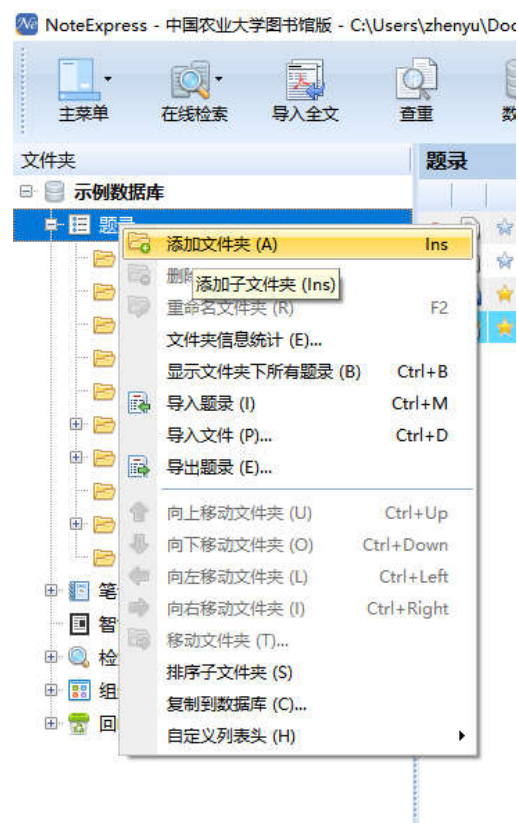 NoteExpress - 中国农业大学图书馆版 - C:\Users\zhenyu\Doc
主菜单
在线检索
导入全文
查重
数
文件夹
题录
示例数据库
题录
添加文件夹 (A) Ins
删除
添加子文件夹 (Ins)
重命名文件夹 (R) F2
文件夹信息统计 (E)...
显示文件夹下所有题录 (B) Ctrl+B
导入题录 (I) Ctrl+M
导入文件 (P)... Ctrl+D
导出题录 (E)...
向上移动文件夹 (U) Ctrl+Up
向下移动文件夹 (O) Ctrl+Down
向左移动文件夹 (L) Ctrl+Left
笔
向右移动文件夹 (I) Ctrl+Right
智
移动文件夹 (T)...
检
排序子文件夹 (S)
组
复制到数据库 (C)...
回
自定义列表头 (H)